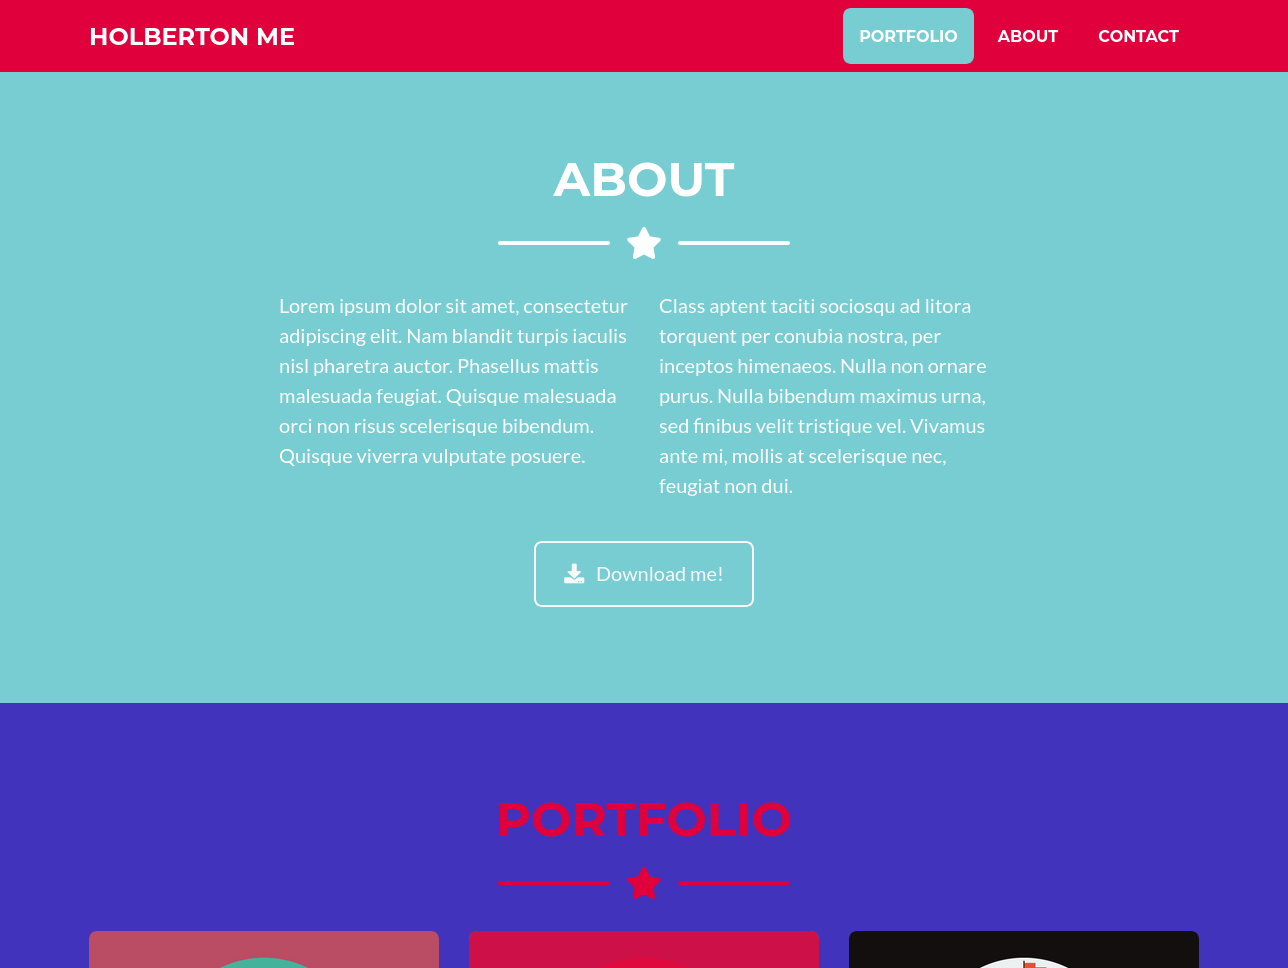 HOLBERTON ME
PORTFOLIO
ABOUT
CONTACT
ABOUT
Lorem ipsum dolor sit amet, consectetur
adipiscing elit. Nam blandit turpis iaculis
nisl pharetra auctor. Phasellus mattis
malesuada feugiat. Quisque malesuada
orci non risus scelerisque bibendum.
Quisque viverra vulputate posuere.
Class aptent taciti sociosqu ad litora
torquent per conubia nostra, per
inceptos himenaeos. Nulla non ornare
purus. Nulla bibendum maximus urna,
sed finibus velit tristique vel. Vivamus
ante mi, mollis at scelerisque nec,
feugiat non dui.
Download me!
PORTFOLIO